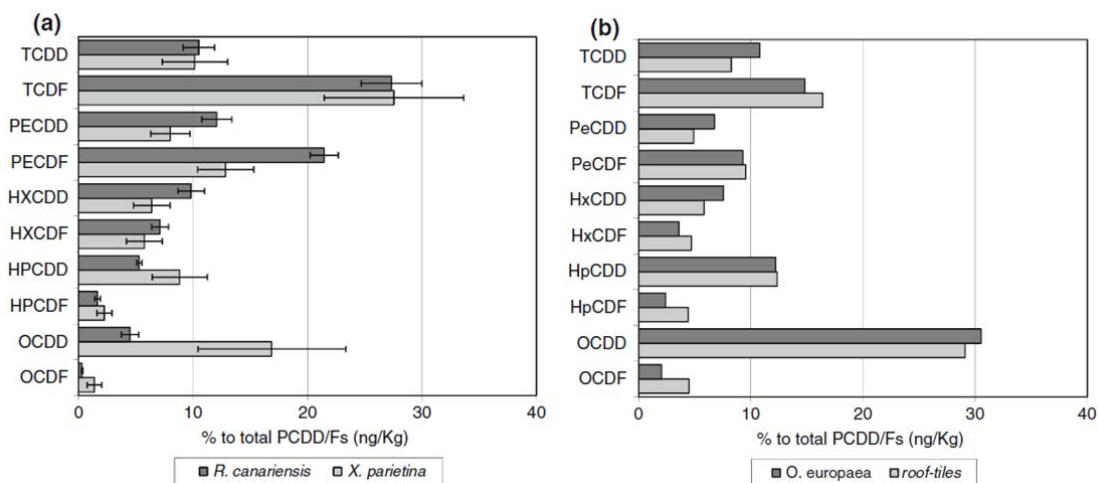 (a)
TCDD
TCDF
PECDD
PECDF
HXCDD
HXCDF
HPCDD
HPCDF
OCDD
OCDF
0 10 20 30 40
% to total PCDD/Fs (ng/Kg)
R. canariensis X. parietina
(b)
TCDD
TCDF
PeCDD
PeCDF
HxCDD
HxCDF
HpCDD
HpCDF
OCDD
OCDF
0 10 20 30 40
% to total PCDD/Fs (ng/Kg)
O. europaea roof-tiles